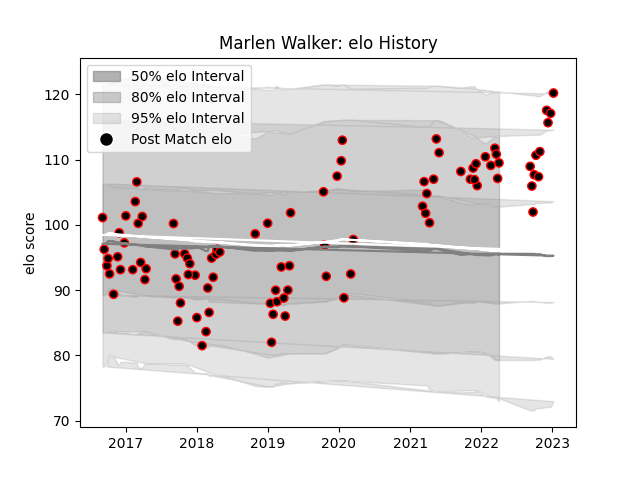 Marlen Walker: elo History
50% elo Interval
80% elo Interval
95% elo Interval
Post Match elo
elo score
120
110
100
90
80
70
2017 2018 2019 2020 2021 2022 2023